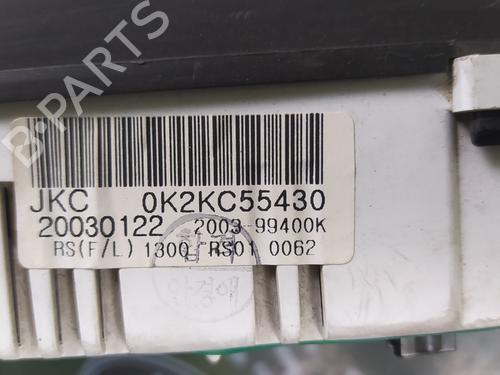 B-PARTS
JKC 0K2KC55430
20030122 2003-99400K
RS(F/L) 1300 RS01 0062